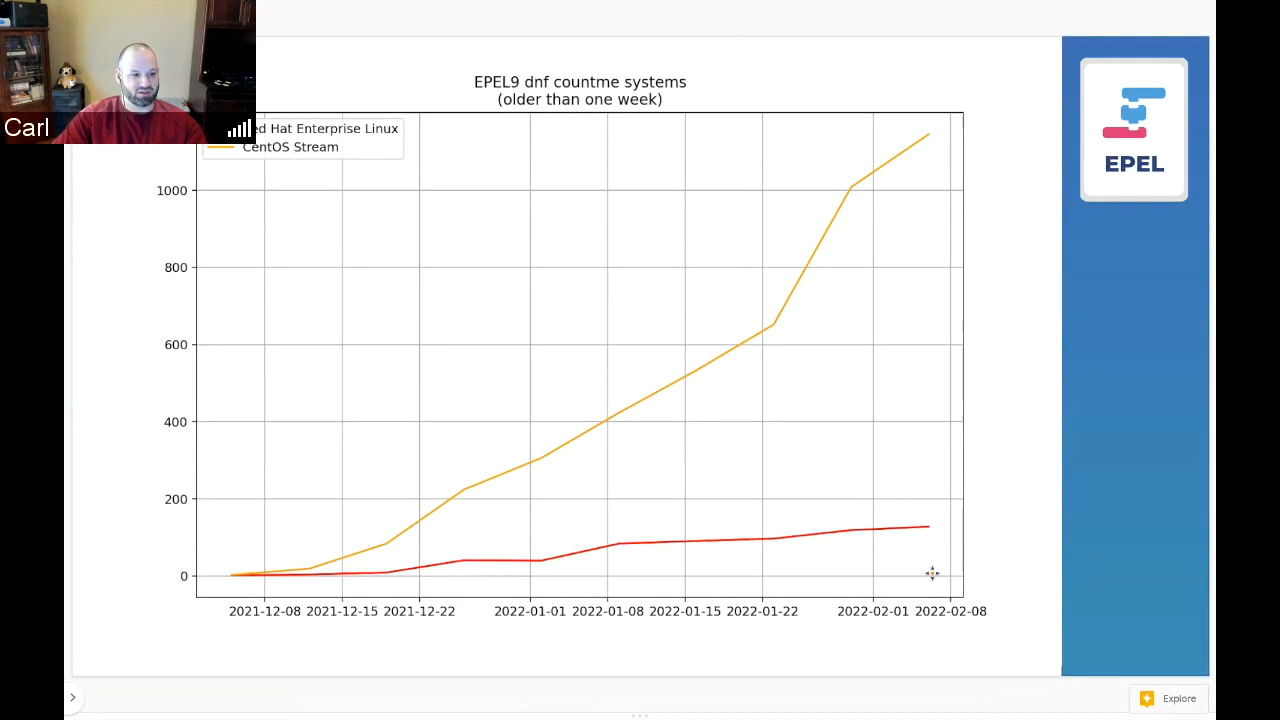 Carl
EPEL9 dnf countme systems
(older than one week)
ed Hat Enterprise Linux
CentOS Stream
EPEL
1000
800
600
400
200
0
2021-12-08 2021-12-15 2021-12-22 2022-01-01 2022-01-08 2022-01-15 2022-01-22 2022-02-01 2022-02-08
Explore